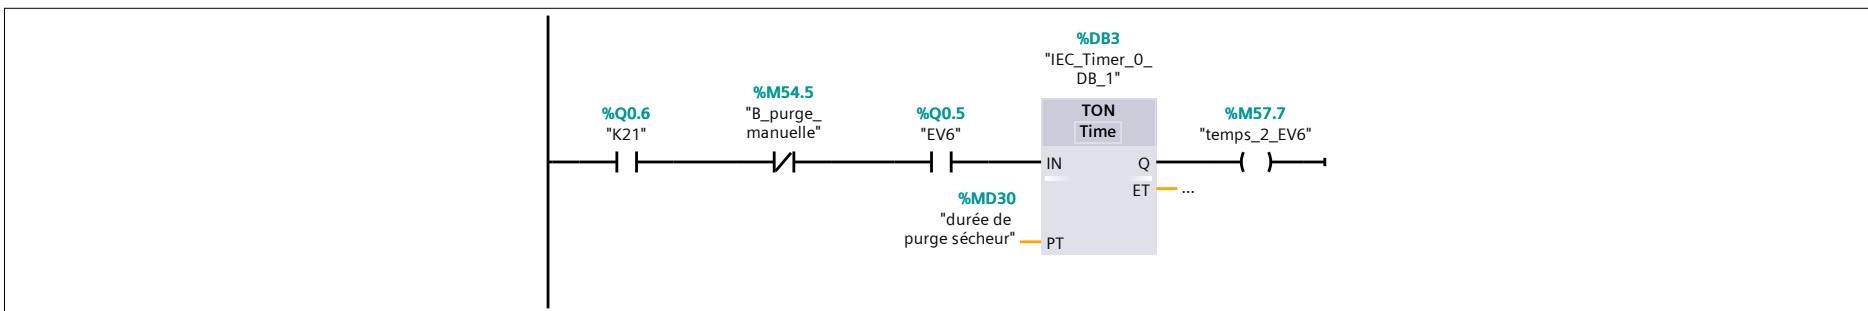 %DB3
"IEC_Timer_0_
DB_1"
%Q0.6
"K21"
%M54.5
"B_purge_
manuelle"
%Q0.5
"EV6"
TON
Time
%M57.7
"temps_2_EV6"
IN
Q
ET
...
%MD30
"durée de
purge sécheur"
PT